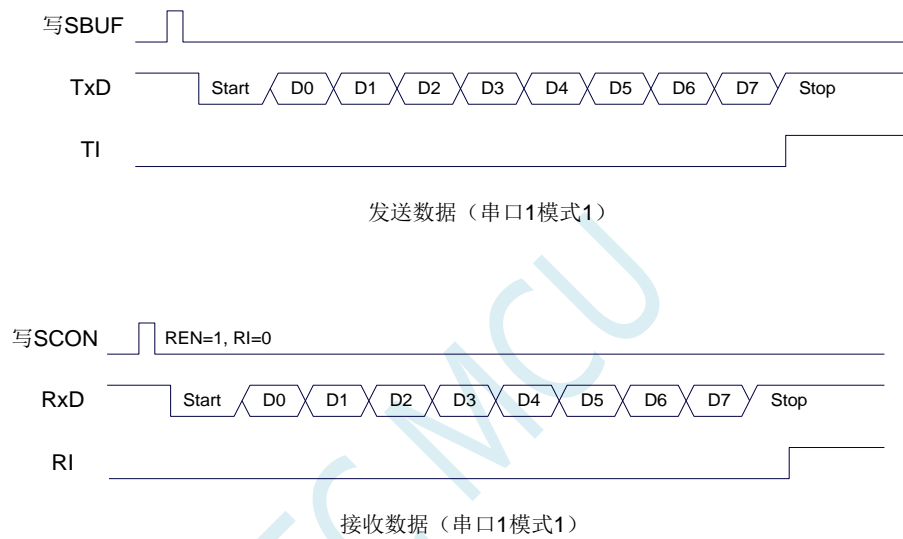 写SBUF
TxD Start D0 D1 D2 D3 D4 D5 D6 D7 Stop
TI
发送数据（串口1模式1）
写SCON REN=1, RI=0
RxD Start D0 D1 D2 D3 D4 D5 D6 D7 Stop
RI
接收数据（串口1模式1）
MCU